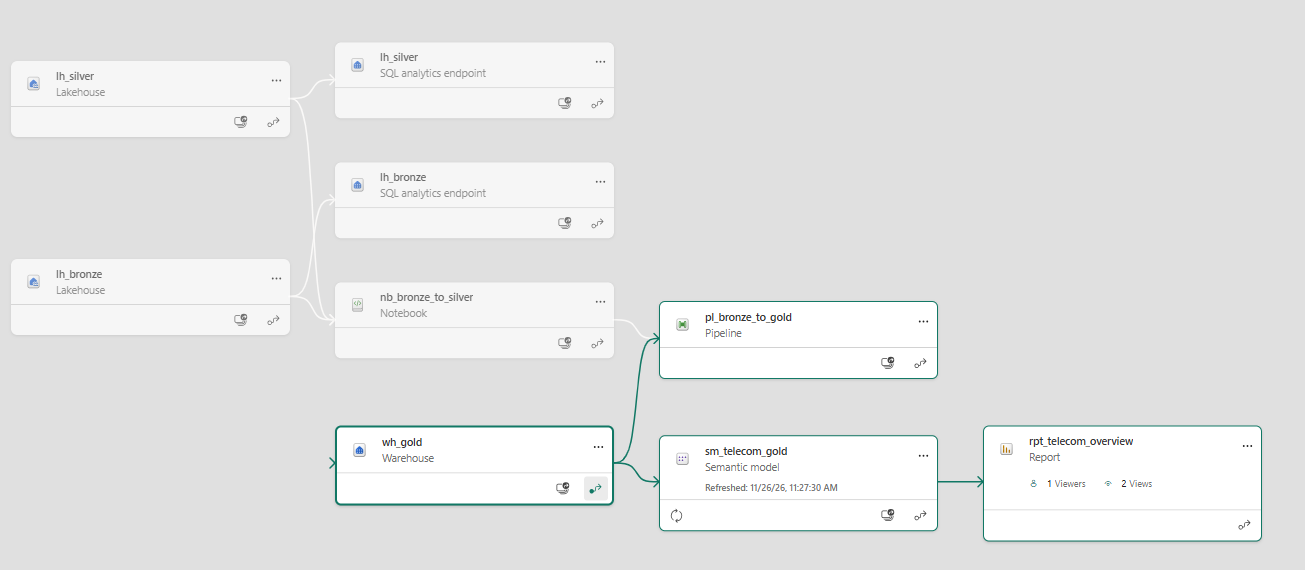 lh_silver
Lakehouse
lh_bronze
Lakehouse
lh_silver
SQL analytics endpoint
lh_bronze
SQL analytics endpoint
nb_bronze_to_silver
Notebook
wh_gold
Warehouse
pl_bronze_to_gold
Pipeline
sm_telecom_gold
Semantic model
Refreshed: 11/26/26, 11:27:30 AM
rpt_telecom_overview
Report
1 Viewers 2 Views